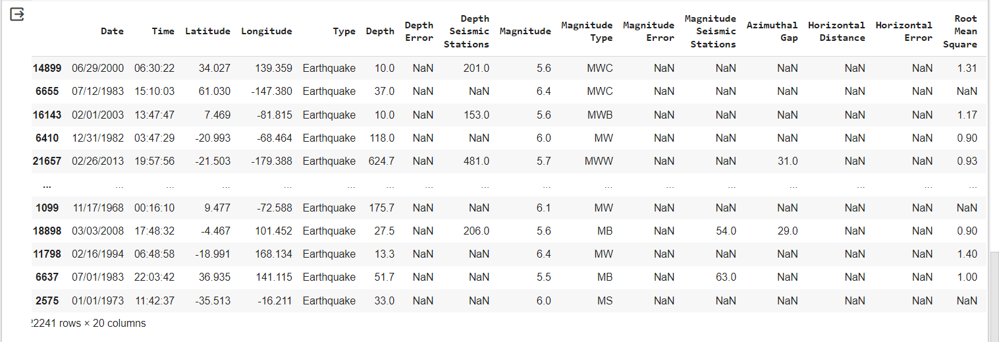 Date Time Latitude Longitude Type Depth Depth Error Depth Seismic Stations Magnitude Magnitude Type Magnitude Error Magnitude Seismic Stations Azimuthal Gap Horizontal Distance Horizontal Error Root Mean Square
14899 06/29/2000 06:30:22 34.027 139.359 Earthquake 10.0 NaN 201.0 5.6 MWC NaN NaN NaN NaN NaN 1.31
6655 07/12/1983 15:10:03 61.030 -147.380 Earthquake 37.0 NaN NaN 6.4 MWC NaN NaN NaN NaN NaN NaN
16143 02/01/2003 13:47:47 7.469 -81.815 Earthquake 10.0 NaN 153.0 5.6 MWB NaN NaN NaN NaN NaN 1.17
6410 12/31/1982 03:47:29 -20.993 -68.464 Earthquake 118.0 NaN NaN 6.0 MW NaN NaN NaN NaN NaN 0.90
21657 02/26/2013 19:57:56 -21.503 -179.388 Earthquake 624.7 NaN 481.0 5.7 MWW NaN NaN 31.0 NaN NaN 0.93
... ... ... ... ... ... ... ... ... ... ... ... ... ... ... ... ...
1099 11/17/1968 00:16:10 9.477 -72.588 Earthquake 175.7 NaN NaN 6.1 MW NaN NaN NaN NaN NaN NaN
18898 03/03/2008 17:48:32 -4.467 101.452 Earthquake 27.5 NaN 206.0 5.6 MB NaN 54.0 29.0 NaN NaN 0.90
11798 02/16/1994 06:48:58 -18.991 168.134 Earthquake 13.3 NaN NaN 6.4 MW NaN NaN NaN NaN NaN 1.40
6637 07/01/1983 22:03:42 36.935 141.115 Earthquake 51.7 NaN NaN 5.5 MB NaN 63.0 NaN NaN NaN 1.00
2575 01/01/1973 11:42:37 -35.513 -16.211 Earthquake 33.0 NaN NaN 6.0 MS NaN NaN NaN NaN NaN NaN
22241 rows × 20 columns